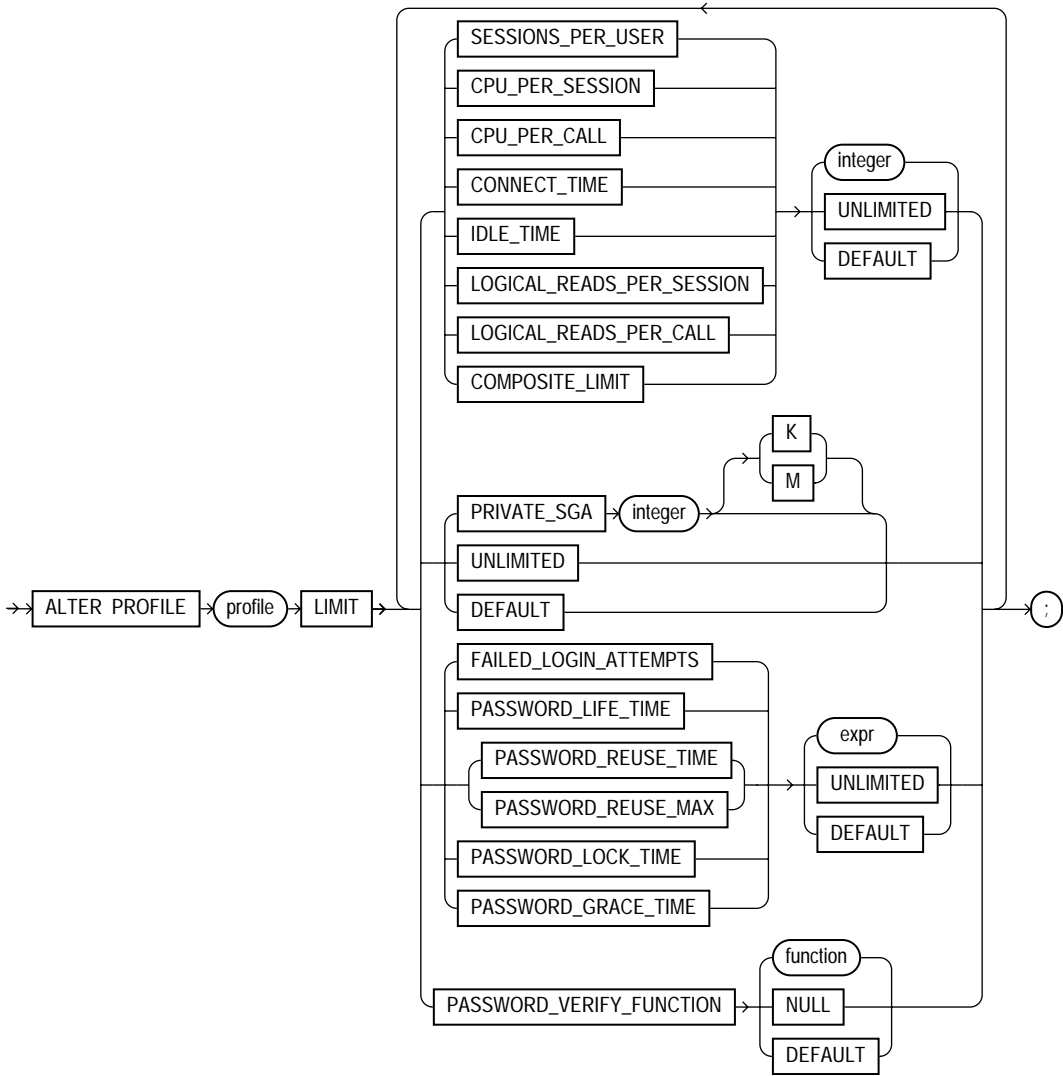 SESSIONS_PER_USER
CPU_PER_SESSION
CPU_PER_CALL
CONNECT_TIME
IDLE_TIME
LOGICAL_READS_PER_SESSION
LOGICAL_READS_PER_CALL
COMPOSITE_LIMIT
integer
UNLIMITED
DEFAULT
K
M
PRIVATE_SGA integer
UNLIMITED
DEFAULT
ALTER PROFILE profile LIMIT
;
FAILED_LOGIN_ATTEMPTS
PASSWORD_LIFE_TIME
PASSWORD_REUSE_TIME
PASSWORD_REUSE_MAX
PASSWORD_LOCK_TIME
PASSWORD_GRACE_TIME
expr
UNLIMITED
DEFAULT
PASSWORD_VERIFY_FUNCTION
function
NULL
DEFAULT